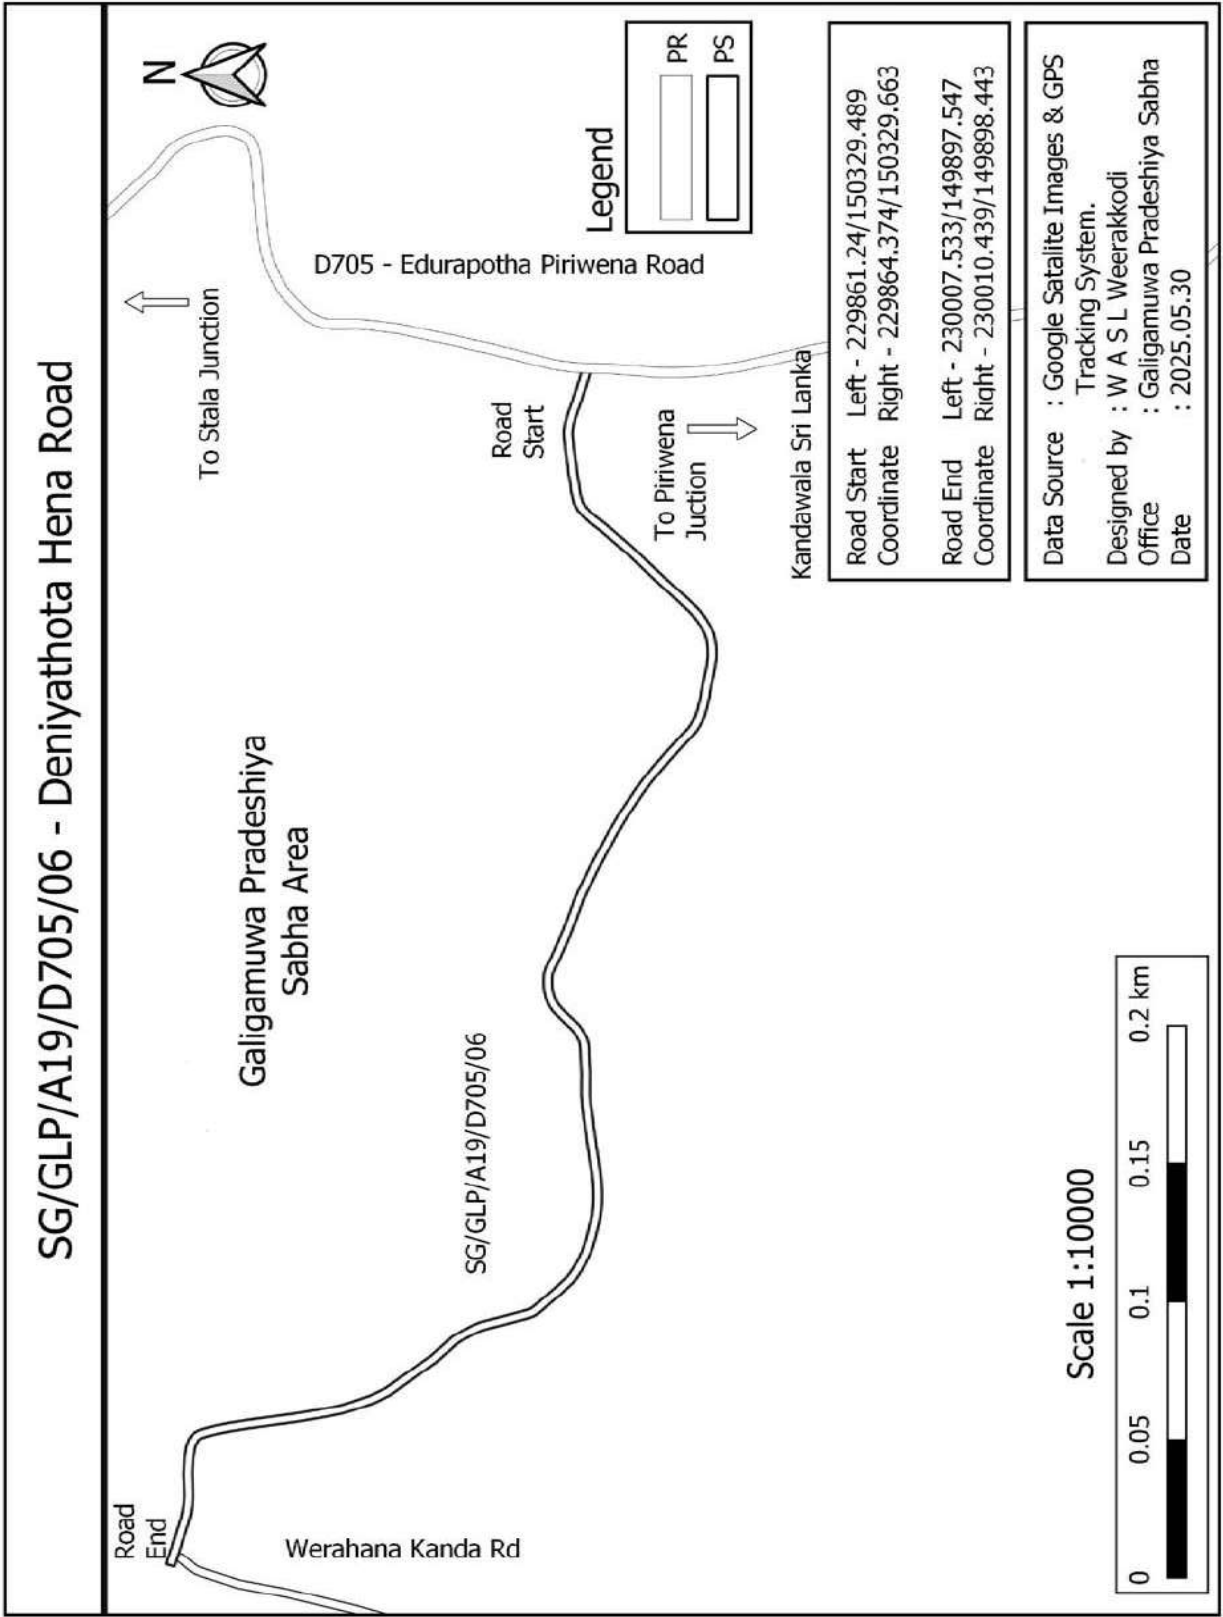 SG/GLP/A19/D705/06 - Deniyathota Hena Road
N
To Stala Junction
D705 - Edurapotha Piriwena Road
Galigamuwa Pradeshiya
Sabha Area
Road
End
Werahana Kanda Rd
SG/GLP/A19/D705/06
Road
Start
To Piriwena
Juction
Legend
PR
PS
Kandawala Sri Lanka
Road Start Left - 229861.24/150329.489
Coordinate Right - 229864.374/150329.663
Road End Left - 230007.533/149897.547
Coordinate Right - 230010.439/149898.443
Data Source : Google Satalite Images & GPS
Tracking System.
Designed by : W A S L Weerakkodi
Office : Galigamuwa Pradeshiya Sabha
Date : 2025.05.30
Scale 1:10000
0 0.05 0.1 0.15 0.2 km